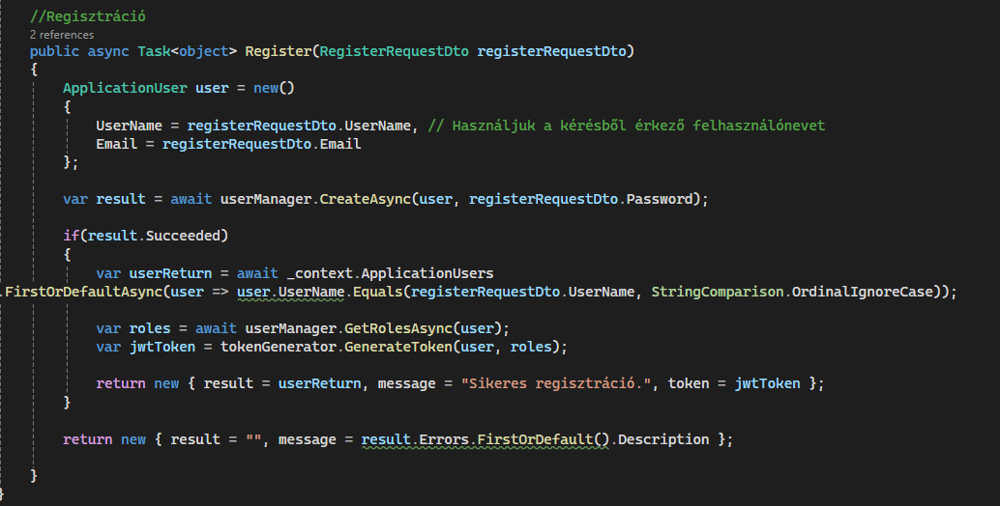 //Regisztráció
2 references
public async Task<object> Register(RegisterRequestDto registerRequestDto)
{
ApplicationUser user = new()
{
UserName = registerRequestDto.UserName, // Használjuk a kérésből érkező felhasználónevet
Email = registerRequestDto.Email
};
var result = await userManager.CreateAsync(user, registerRequestDto.Password);
if(result.Succeeded)
{
var userReturn = await _context.ApplicationUsers
.FirstOrDefaultAsync(user => user.UserName.Equals(registerRequestDto.UserName, StringComparison.OrdinalIgnoreCase));
var roles = await userManager.GetRolesAsync(user);
var jwtToken = tokenGenerator.GenerateToken(user, roles);
return new { result = userReturn, message = "Sikeres regisztráció.", token = jwtToken };
}
return new { result = "", message = result.Errors.FirstOrDefault().Description };
}
}